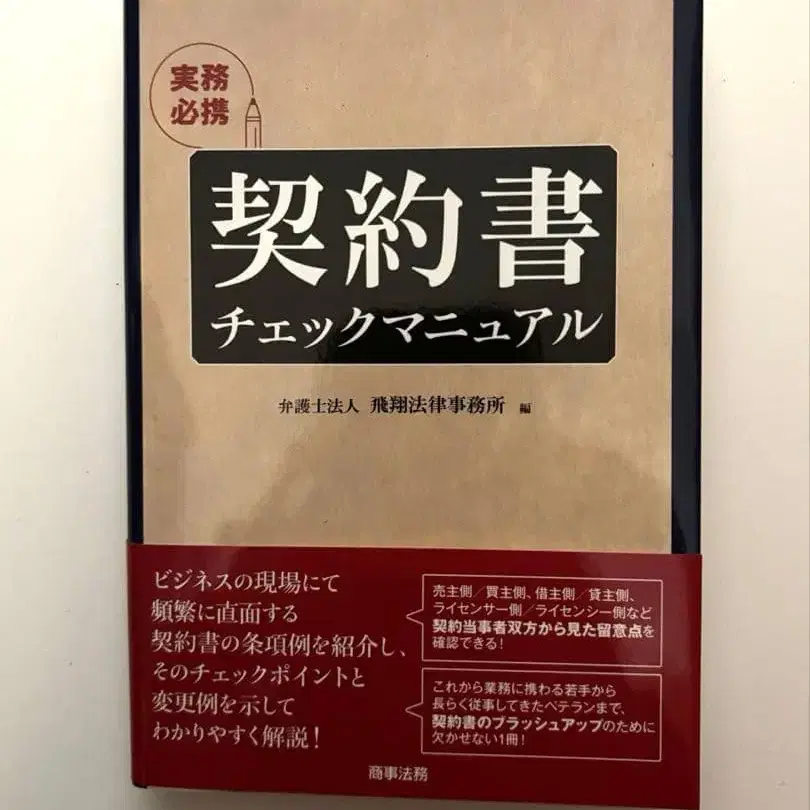 実務
必携
契約書
チェックマニュアル
弁護士法人 飛翔法律事務所 編
ビジネスの現場にて
頻繁に直面する
契約書の条項例を紹介し、
そのチェックポイントと
変更例を示して
わかりやすく解説！
売主側／買主側、借主側／貸主側、
ライセンサー側／ライセンシー側など
契約当事者双方から見た留意点を
確認できる！
これから業務に携わる若手から
長らく従事してきたベテランまで、
契約書のブラッシュアップのために
欠かせない1冊！
商事法務